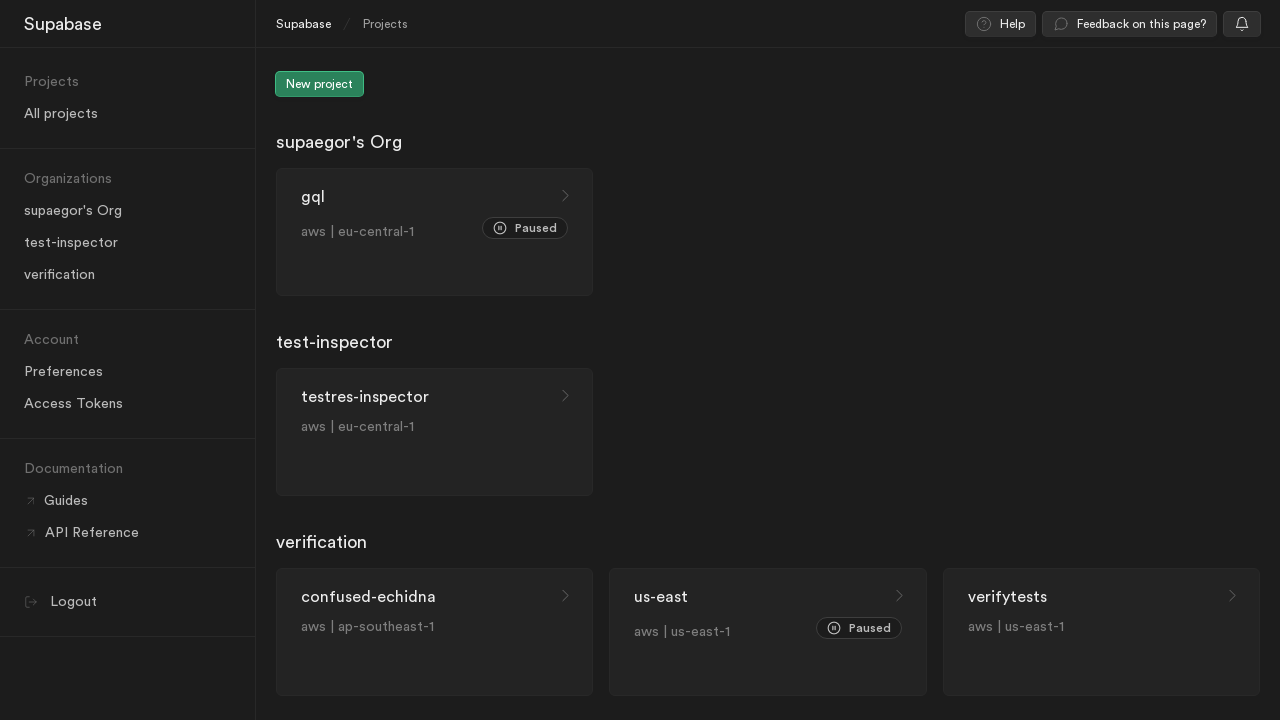 Supabase
Supabase / Projects
Help
Feedback on this page?
Projects
All projects
Organizations
supaegor's Org
test-inspector
verification
Account
Preferences
Access Tokens
Documentation
Guides
API Reference
Logout
New project
supaegor's Org
gql
aws | eu-central-1
Paused
test-inspector
testres-inspector
aws | eu-central-1
verification
confused-echidna
aws | ap-southeast-1
us-east
aws | us-east-1
Paused
verifytests
aws | us-east-1